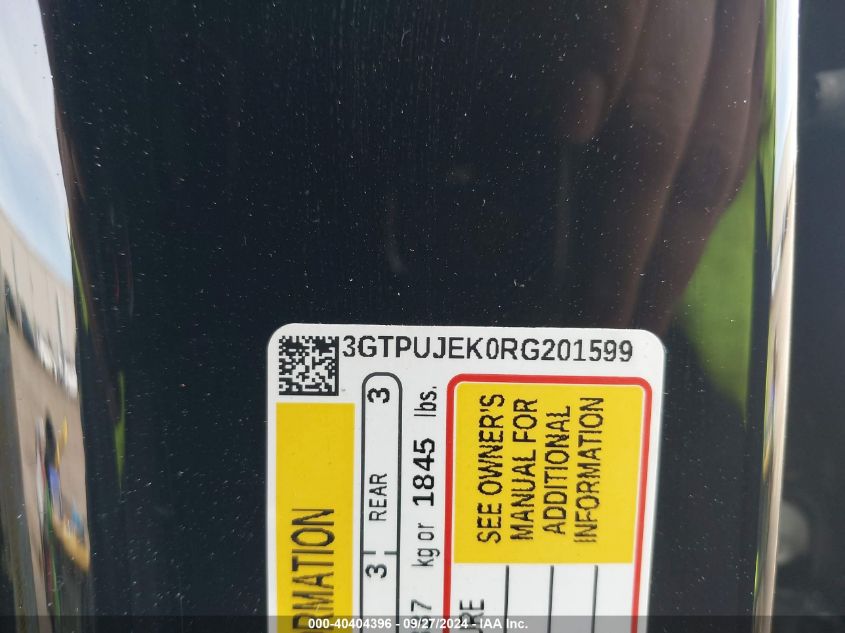 3GTPUJEK0RG201599
3 REAR 3
kg or 1845 lbs.
SEE OWNER'S
MANUAL FOR
ADDITIONAL
INFORMATION
000-40404396 - 09/27/2024 - IAA Inc.